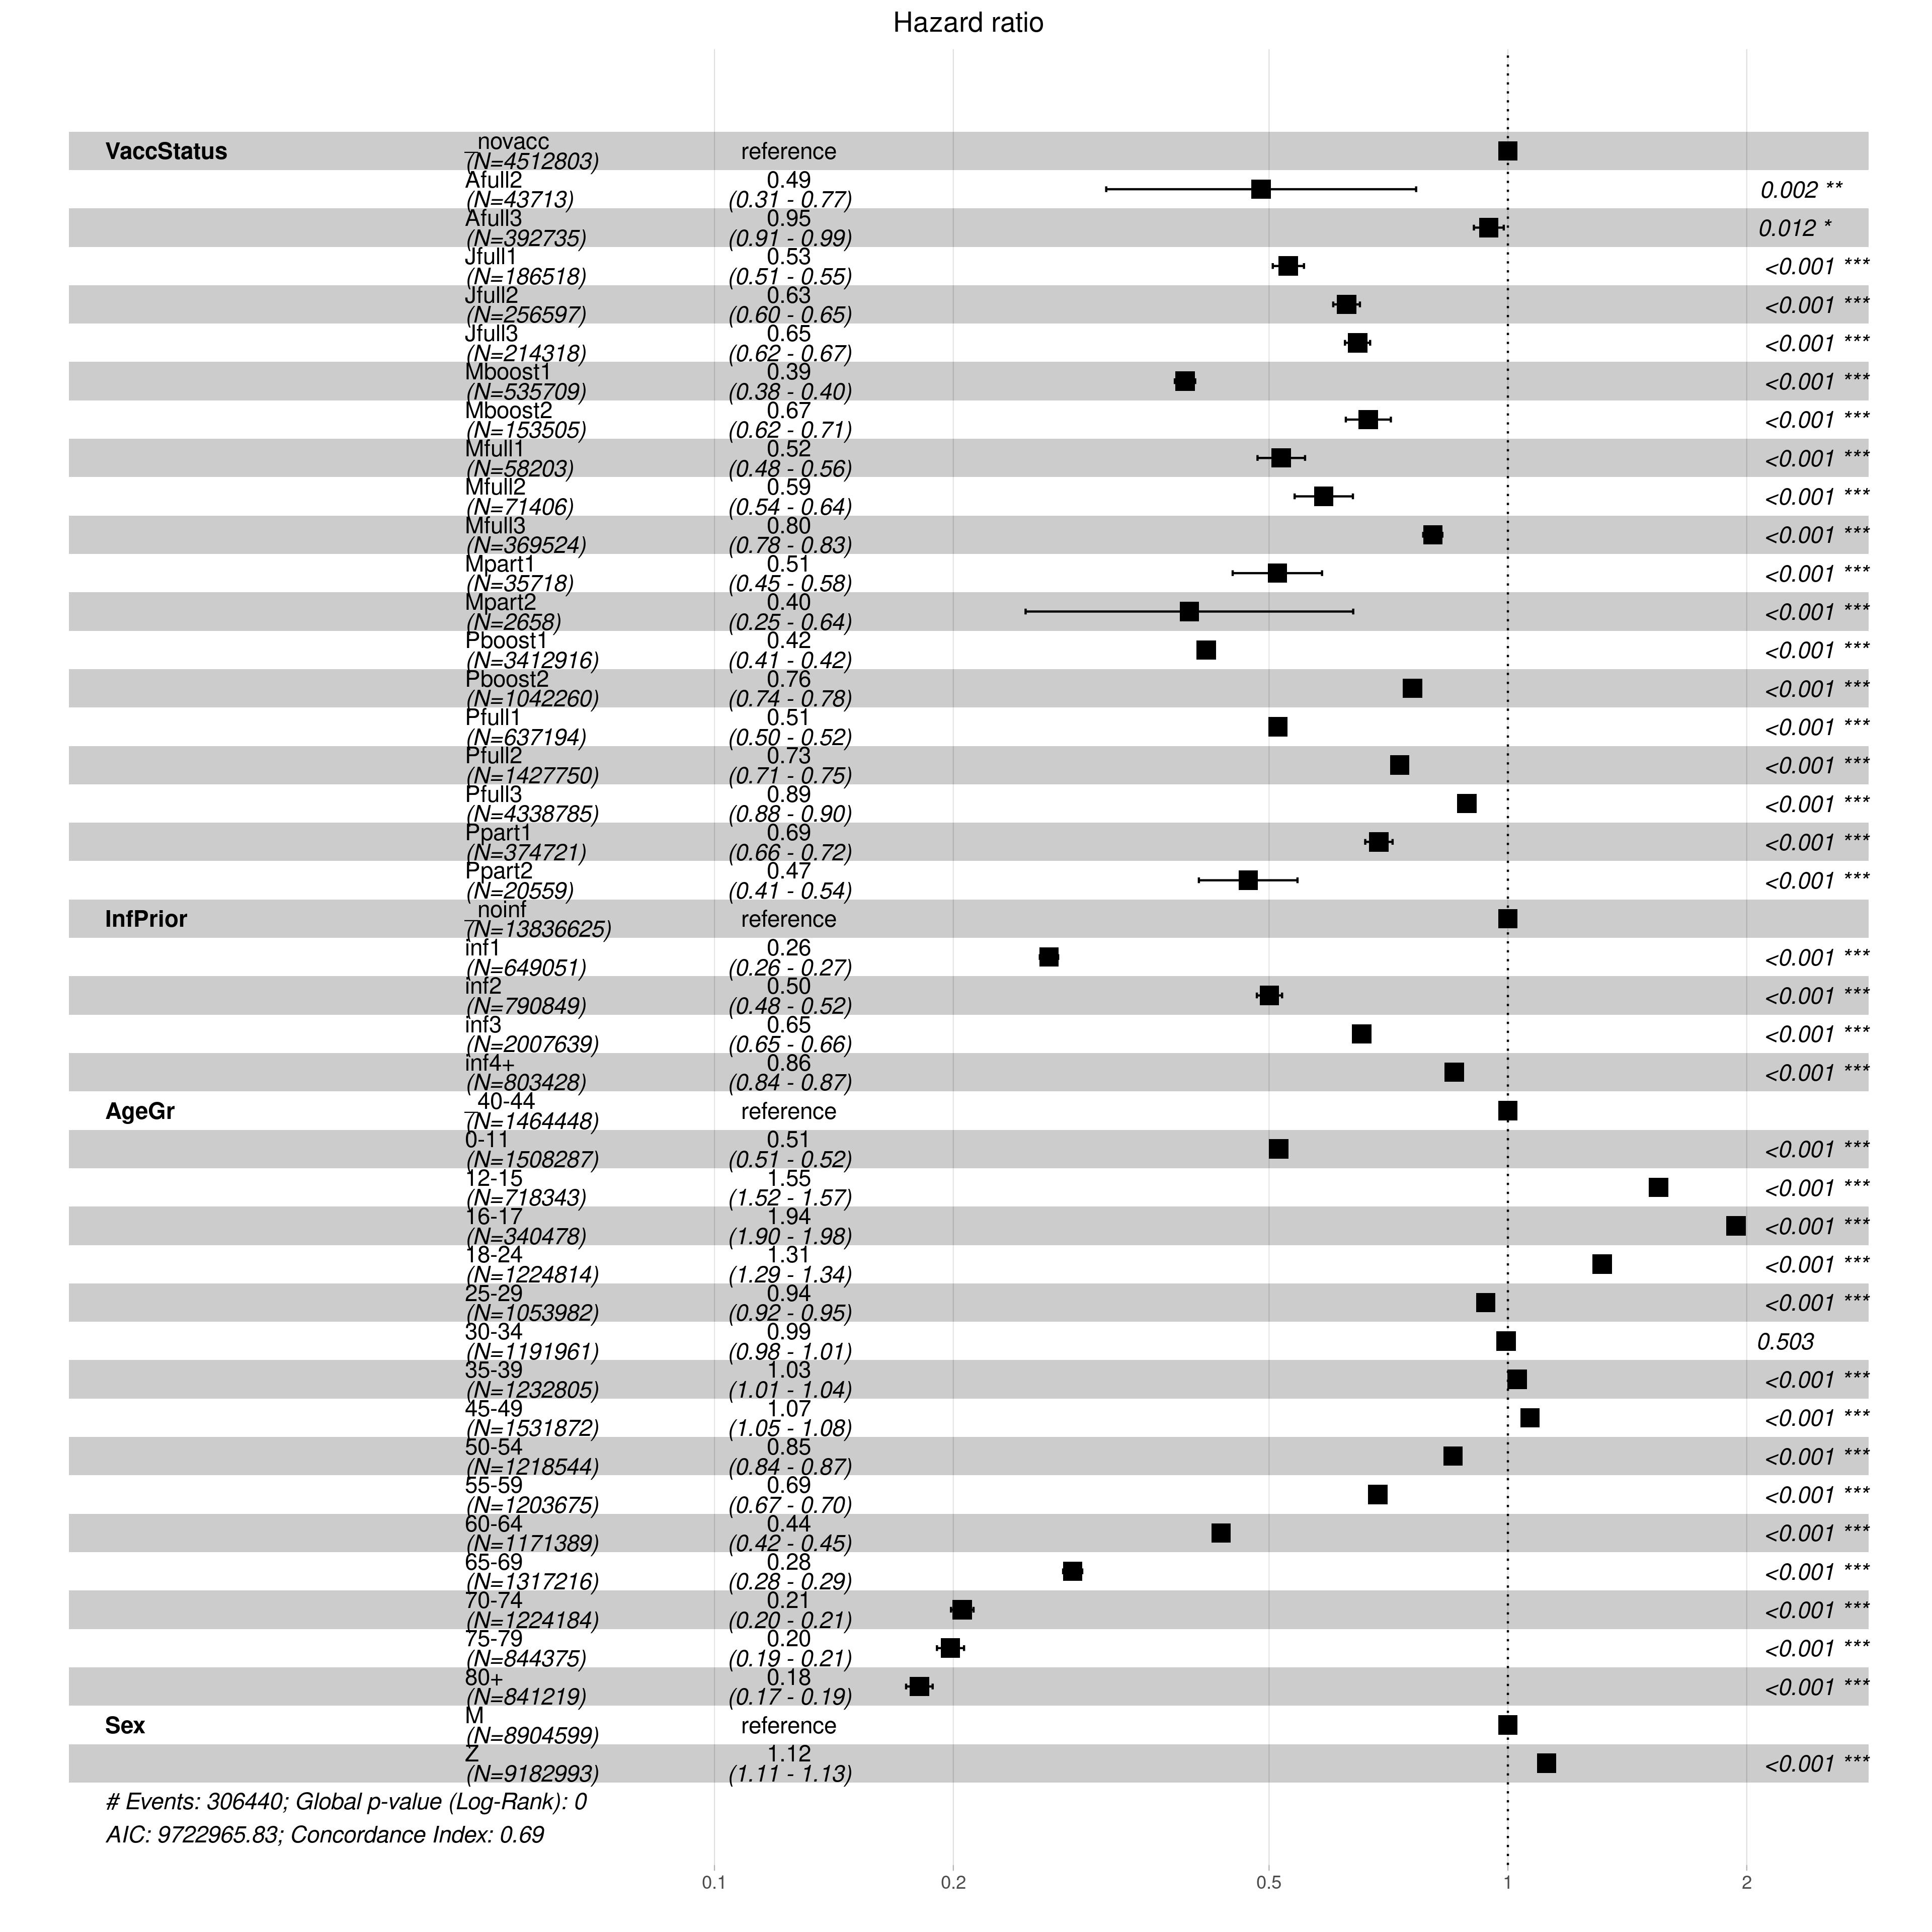 Hazard ratio
VaccStatus _novacc reference
(N=4512803)
Afull2 0.49 0.002 **
(N=43713) (0.31 - 0.77)
Afull3 0.95 0.012 *
(N=392735) (0.91 - 0.99)
Jfull1 0.53 <0.001 ***
(N=186518) (0.51 - 0.55)
Jfull2 0.63 <0.001 ***
(N=256597) (0.60 - 0.65)
Jfull3 0.65 <0.001 ***
(N=214318) (0.62 - 0.67)
Mboost1 0.39 <0.001 ***
(N=535709) (0.38 - 0.40)
Mboost2 0.67 <0.001 ***
(N=153505) (0.62 - 0.71)
Mfull1 0.52 <0.001 ***
(N=58203) (0.48 - 0.56)
Mfull2 0.59 <0.001 ***
(N=71406) (0.54 - 0.64)
Mfull3 0.80 <0.001 ***
(N=369524) (0.78 - 0.83)
Mpart1 0.51 <0.001 ***
(N=35718) (0.45 - 0.58)
Mpart2 0.40 <0.001 ***
(N=2658) (0.25 - 0.64)
Pboost1 0.42 <0.001 ***
(N=3412916) (0.41 - 0.42)
Pboost2 0.76 <0.001 ***
(N=1042260) (0.74 - 0.78)
Pfull1 0.51 <0.001 ***
(N=637194) (0.50 - 0.52)
Pfull2 0.73 <0.001 ***
(N=1427750) (0.71 - 0.75)
Pfull3 0.89 <0.001 ***
(N=4338785) (0.88 - 0.90)
Ppart1 0.69 <0.001 ***
(N=374721) (0.66 - 0.72)
Ppart2 0.47 <0.001 ***
(N=20559) (0.41 - 0.54)
InfPrior _noinf reference
(N=13836625)
inf1 0.26 <0.001 ***
(N=649051) (0.26 - 0.27)
inf2 0.50 <0.001 ***
(N=790849) (0.48 - 0.52)
inf3 0.65 <0.001 ***
(N=2007639) (0.65 - 0.66)
inf4+ 0.86 <0.001 ***
(N=803428) (0.84 - 0.87)
AgeGr _40-44 reference
(N=1464448)
0-11 0.51 <0.001 ***
(N=1508287) (0.51 - 0.52)
12-15 1.55 <0.001 ***
(N=718343) (1.52 - 1.57)
16-17 1.94 <0.001 ***
(N=340478) (1.90 - 1.98)
18-24 1.31 <0.001 ***
(N=1224814) (1.29 - 1.34)
25-29 0.94 <0.001 ***
(N=1053982) (0.92 - 0.95)
30-34 0.99 0.503
(N=1191961) (0.98 - 1.01)
35-39 1.03 <0.001 ***
(N=1232805) (1.01 - 1.04)
45-49 1.07 <0.001 ***
(N=1531872) (1.05 - 1.08)
50-54 0.85 <0.001 ***
(N=1218544) (0.84 - 0.87)
55-59 0.69 <0.001 ***
(N=1203675) (0.67 - 0.70)
60-64 0.44 <0.001 ***
(N=1171389) (0.42 - 0.45)
65-69 0.28 <0.001 ***
(N=1317216) (0.28 - 0.29)
70-74 0.21 <0.001 ***
(N=1224184) (0.20 - 0.21)
75-79 0.20 <0.001 ***
(N=844375) (0.19 - 0.21)
80+ 0.18 <0.001 ***
(N=841219) (0.17 - 0.19)
Sex M reference
(N=8904599)
Z 1.12 <0.001 ***
(N=9182993) (1.11 - 1.13)
# Events: 306440; Global p-value (Log-Rank): 0
AIC: 9722965.83; Concordance Index: 0.69
0.1 0.2 0.5 1 2